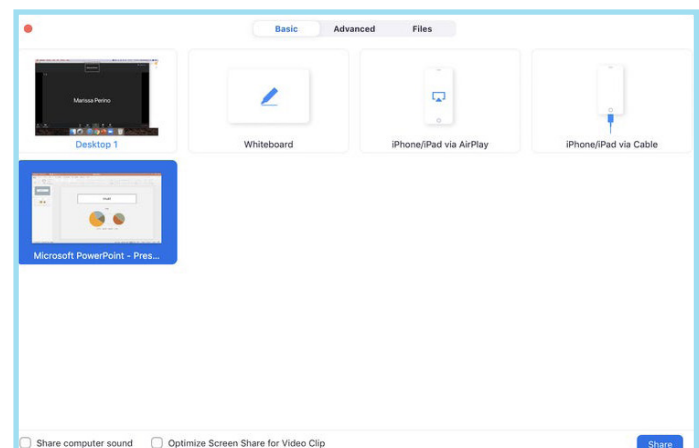 Basic Advanced Files
Marissa Perino
Desktop 1 Whiteboard iPhone/iPad via AirPlay iPhone/iPad via Cable
Microsoft PowerPoint - Pres...
Share computer sound Optimize Screen Share for Video Clip Share